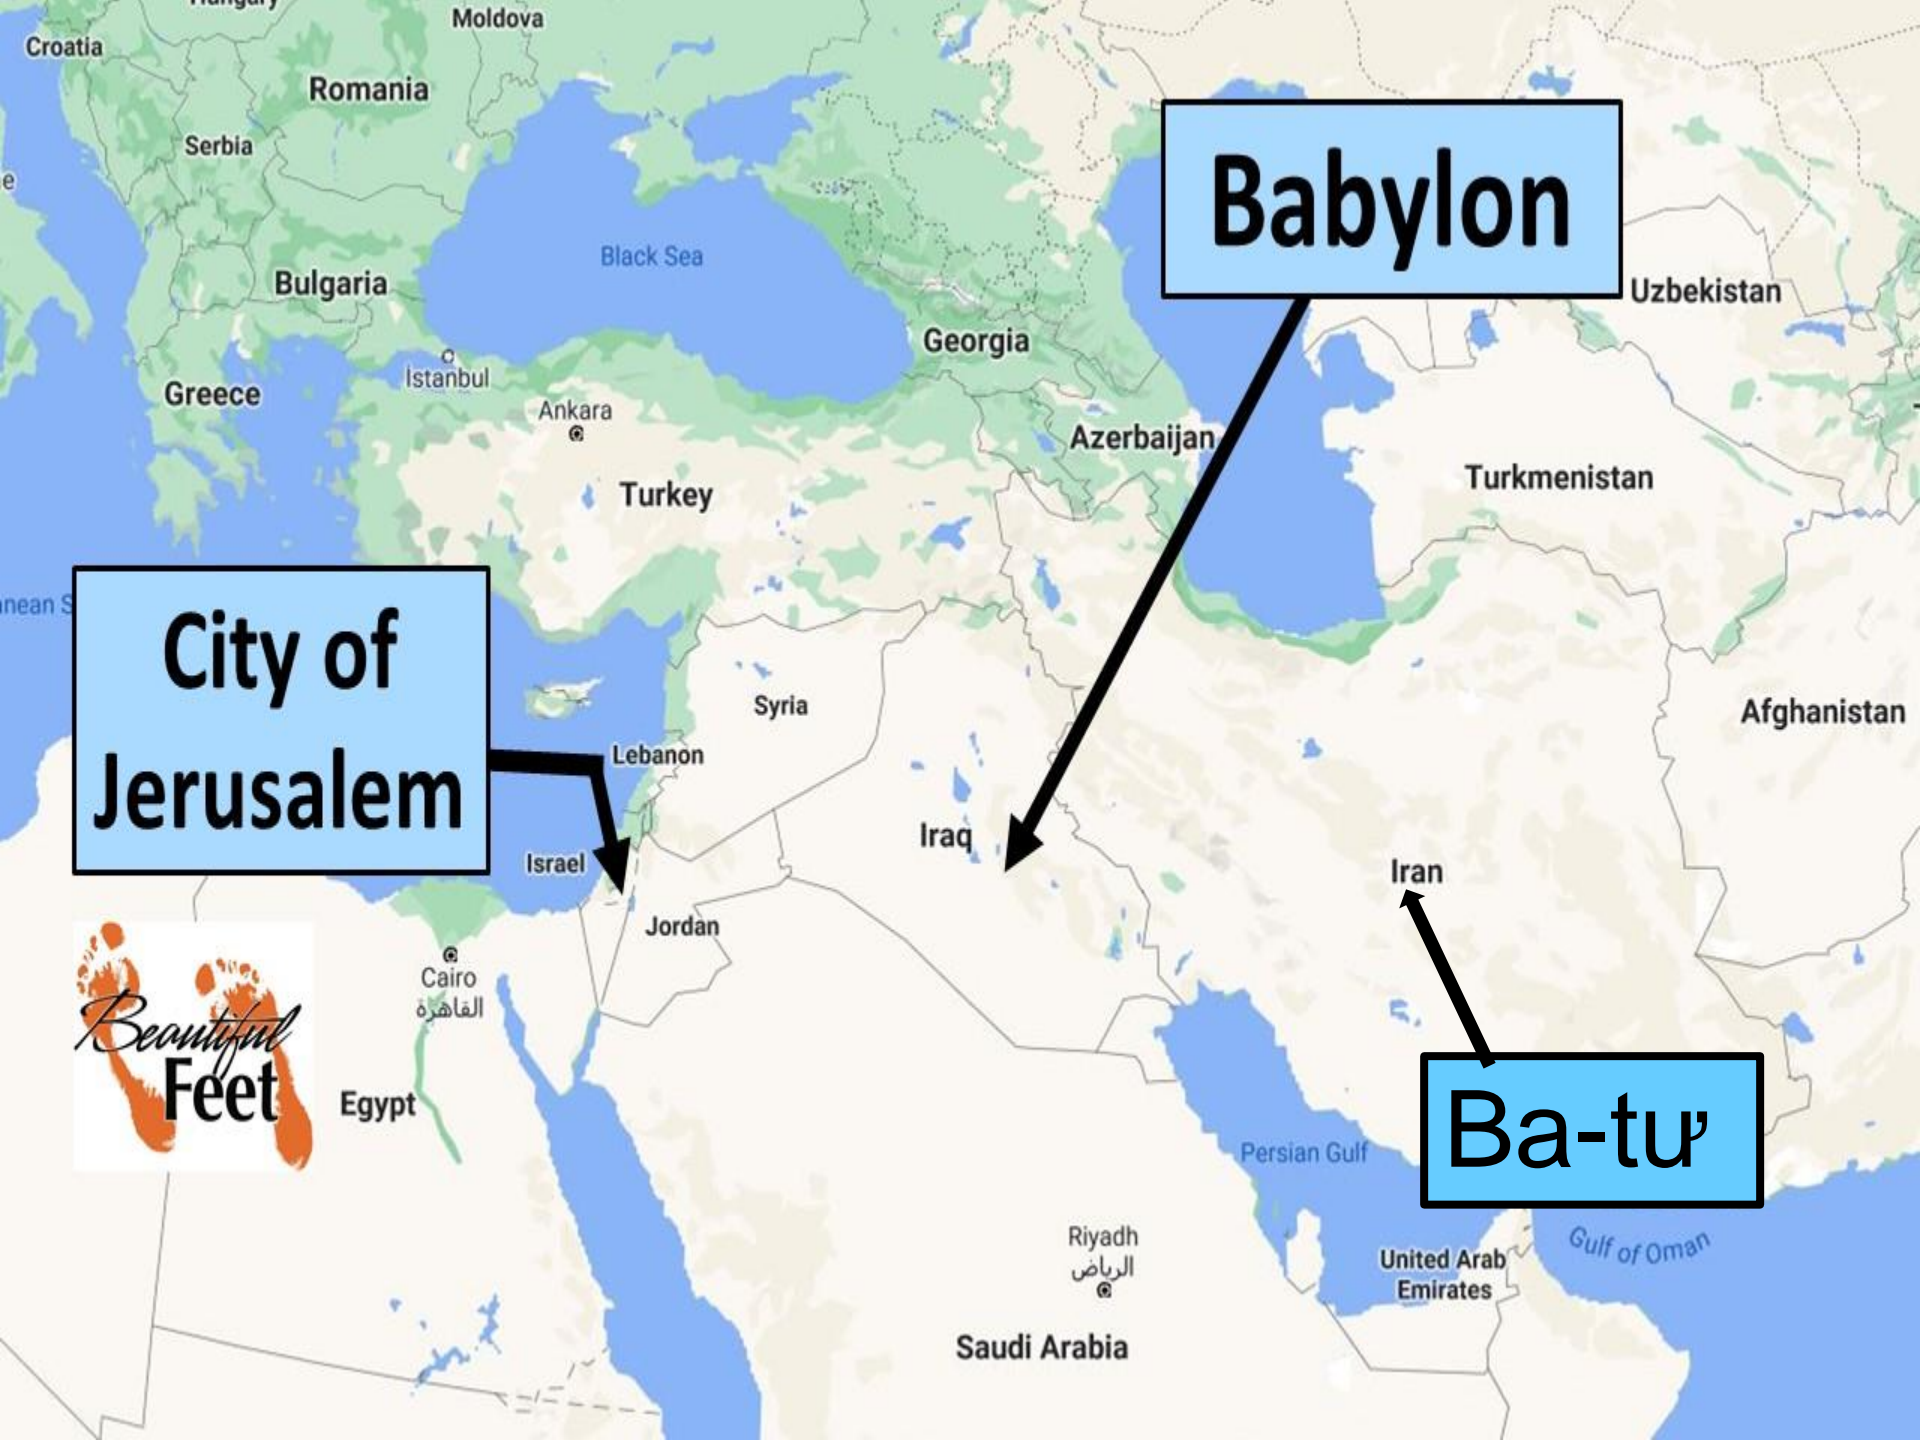 Moldova
Croatia
Romania
Serbia
Babylon
Black Sea
Bulgaria
Uzbekistan
Georgia
Istanbul
Greece
Ankara
Azerbaijan
Turkey
Turkmenistan
City of
Jerusalem
Syria
Afghanistan
Lebanon
Iraq
Israel
Iran
Jordan
Cairo
القاهرة
Beautiful
Feet
Egypt
Ba-tư
Persian Gulf
Riyadh
الرياض
Gulf of Oman
United Arab
Emirates
Saudi Arabia